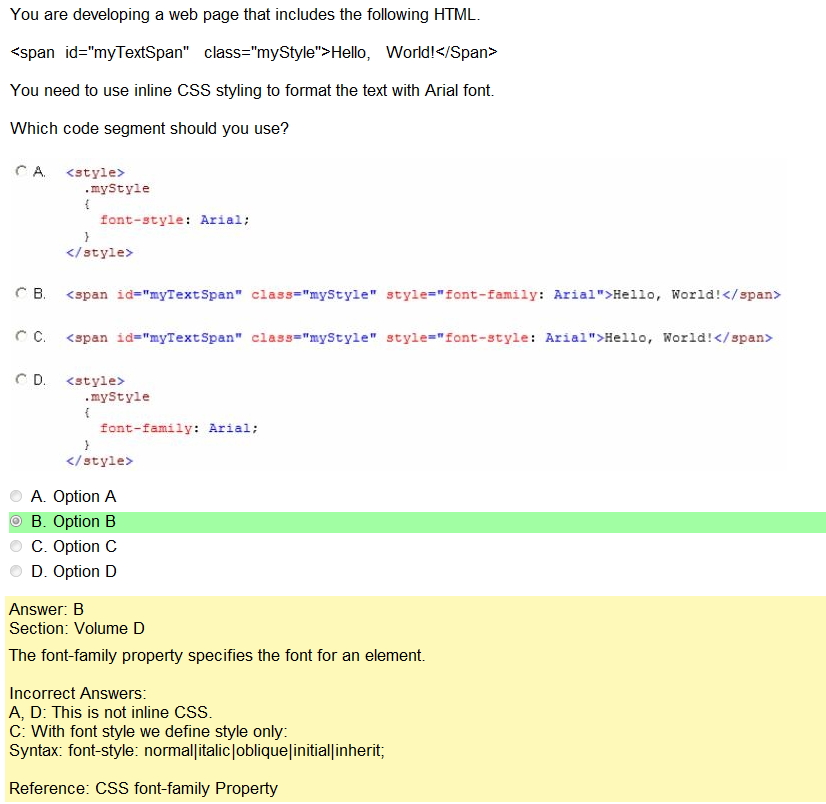 You are developing a web page that includes the following HTML.
<span id="myTextSpan" class="myStyle">Hello, World!</Span>
You need to use inline CSS styling to format the text with Arial font.
Which code segment should you use?
A. <style>
.myStyle
{
font-style: Arial;
}
</style>
B. <span id="myTextSpan" class="myStyle" style="font-family: Arial">Hello, World!</span>
C. <span id="myTextSpan" class="myStyle" style="font-style: Arial">Hello, World!</span>
D. <style>
.myStyle
{
font-family: Arial;
}
</style>
A. Option A
B. Option B
C. Option C
D. Option D
Answer: B
Section: Volume D
The font-family property specifies the font for an element.
Incorrect Answers:
A, D: This is not inline CSS.
C: With font style we define style only:
Syntax: font-style: normal|italic|oblique|initial|inherit;
Reference: CSS font-family Property